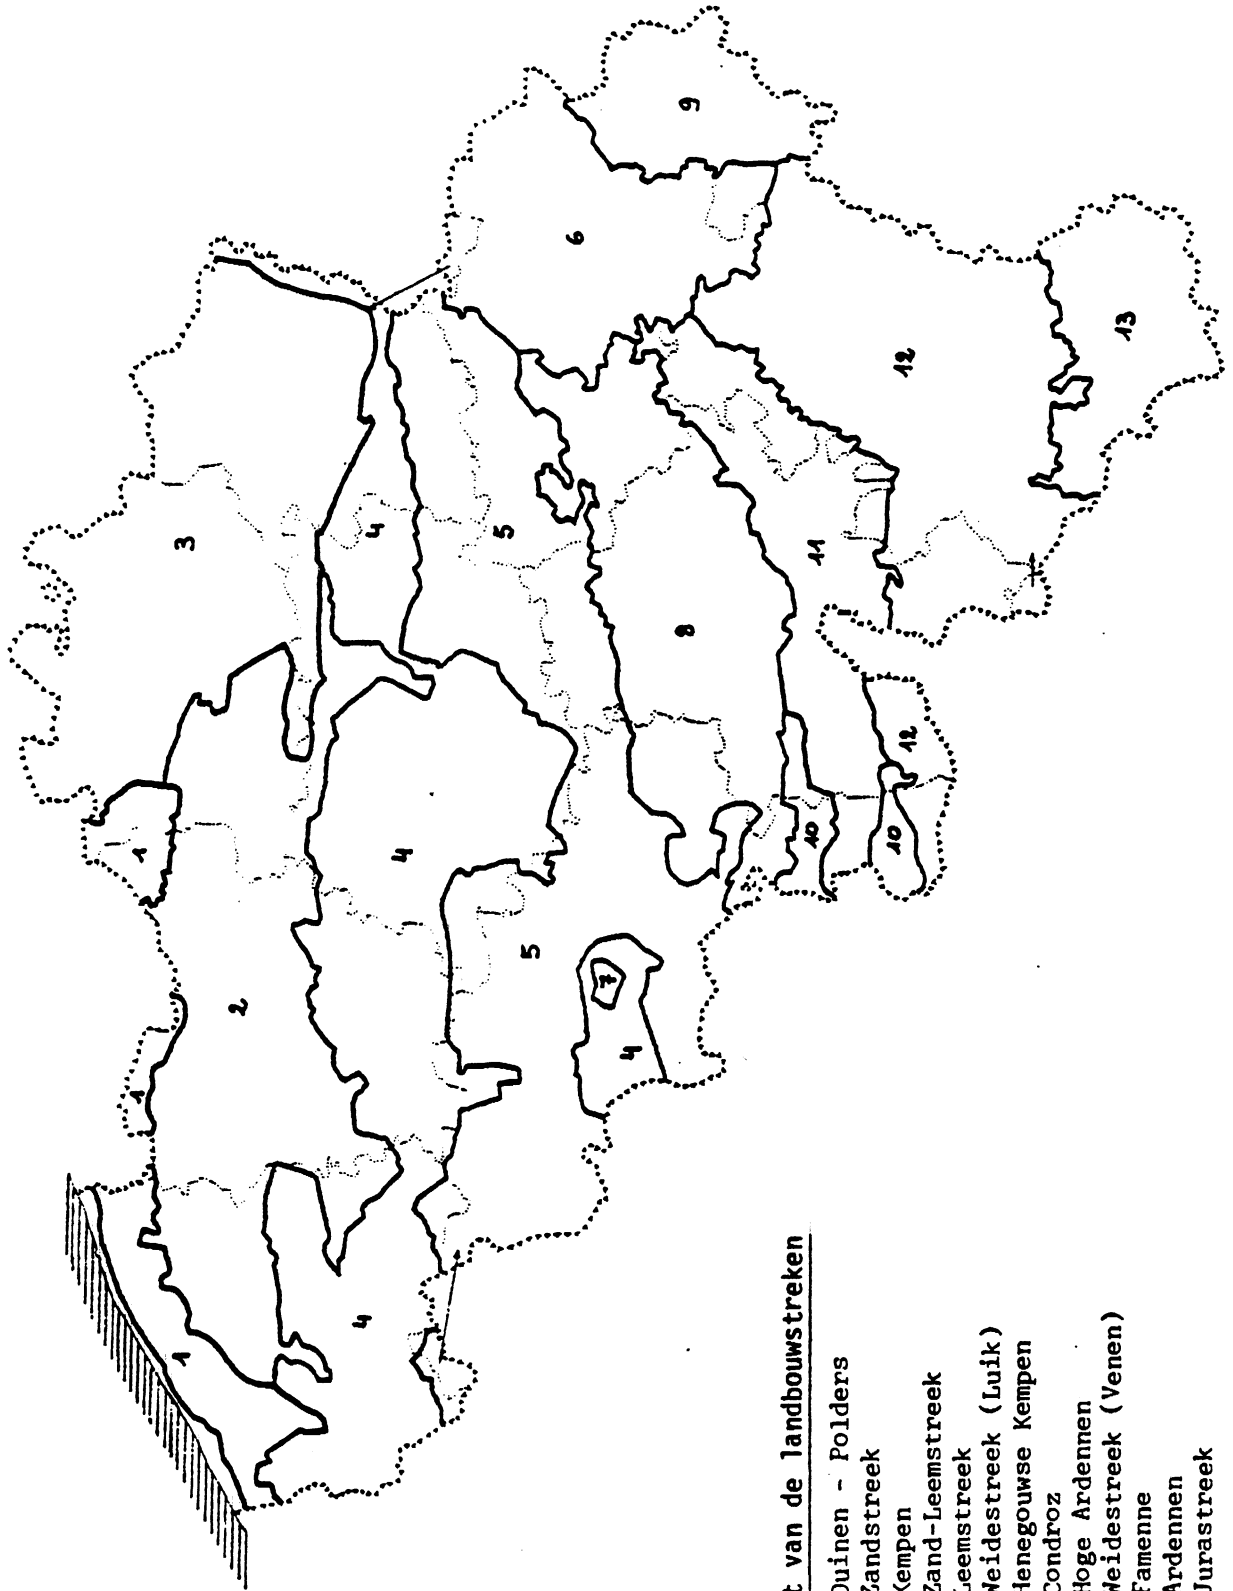 t van de landbouwstreken
Duinen - Polders
Zandstreek
Kempen
Zand-Leemstreek
Leemstreek
Weidestreek (Luik)
Henegouwse Kempen
Condroz
Hoge Ardennen
Weidestreek (Venen)
Famenne
Ardennen
Jurastreek
1
1
1
2
3
4
4
4
4
5
5
6
7
8
9
10
10
11
12
12
13